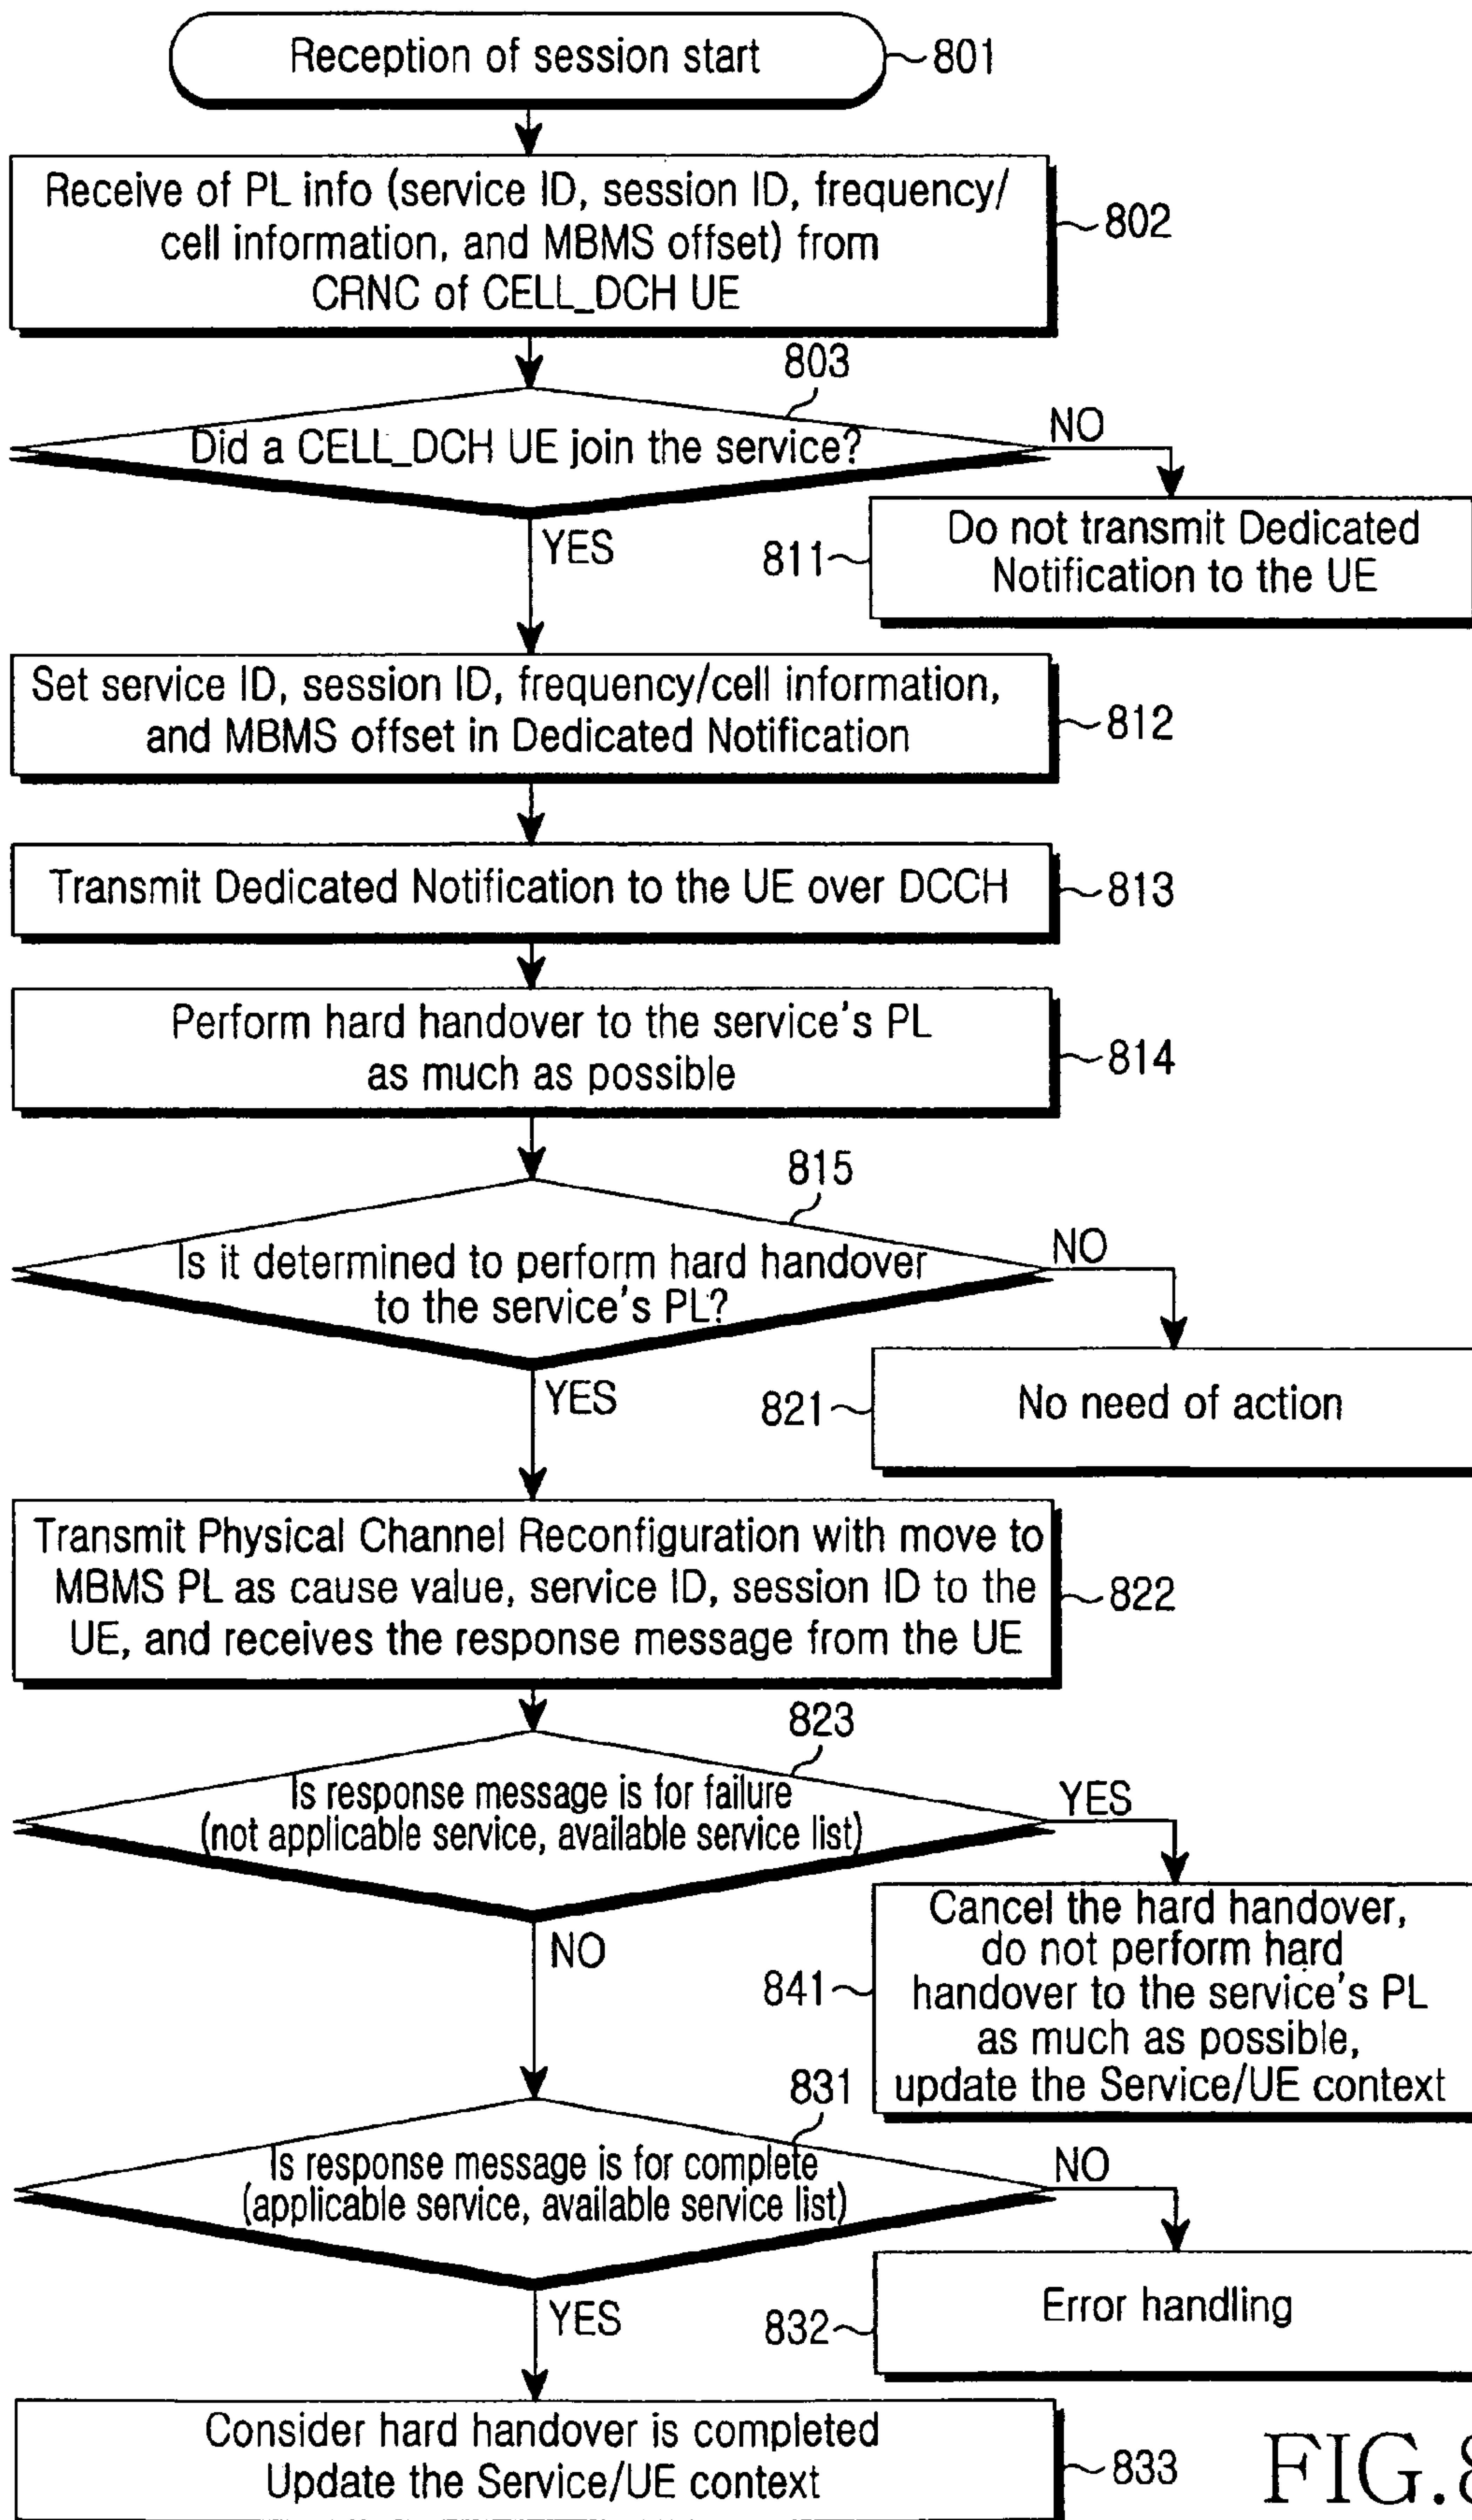 Reception of session start
801
Receive of PL info (service ID, session ID, frequency/
cell information, and MBMS offset) from
CRNC of CELL_DCH UE
802
803
Did a CELL_DCH UE join the service?
NO
YES
811
Do not transmit Dedicated
Notification to the UE
Set service ID, session ID, frequency/cell information,
and MBMS offset in Dedicated Notification
812
Transmit Dedicated Notification to the UE over DCCH
813
Perform hard handover to the service's PL
as much as possible
814
815
Is it determined to perform hard handover
to the service's PL?
NO
YES
821
No need of action
Transmit Physical Channel Reconfiguration with move to
MBMS PL as cause value, service ID, session ID to the
UE, and receives the response message from the UE
822
823
Is response message is for failure
(not applicable service, available service list)
YES
NO
841
Cancel the hard handover,
do not perform hard
handover to the service's PL
as much as possible,
update the Service/UE context
831
Is response message is for complete
(applicable service, available service list)
NO
YES
832
Error handling
Consider hard handover is completed
Update the Service/UE context
833
FIG.8